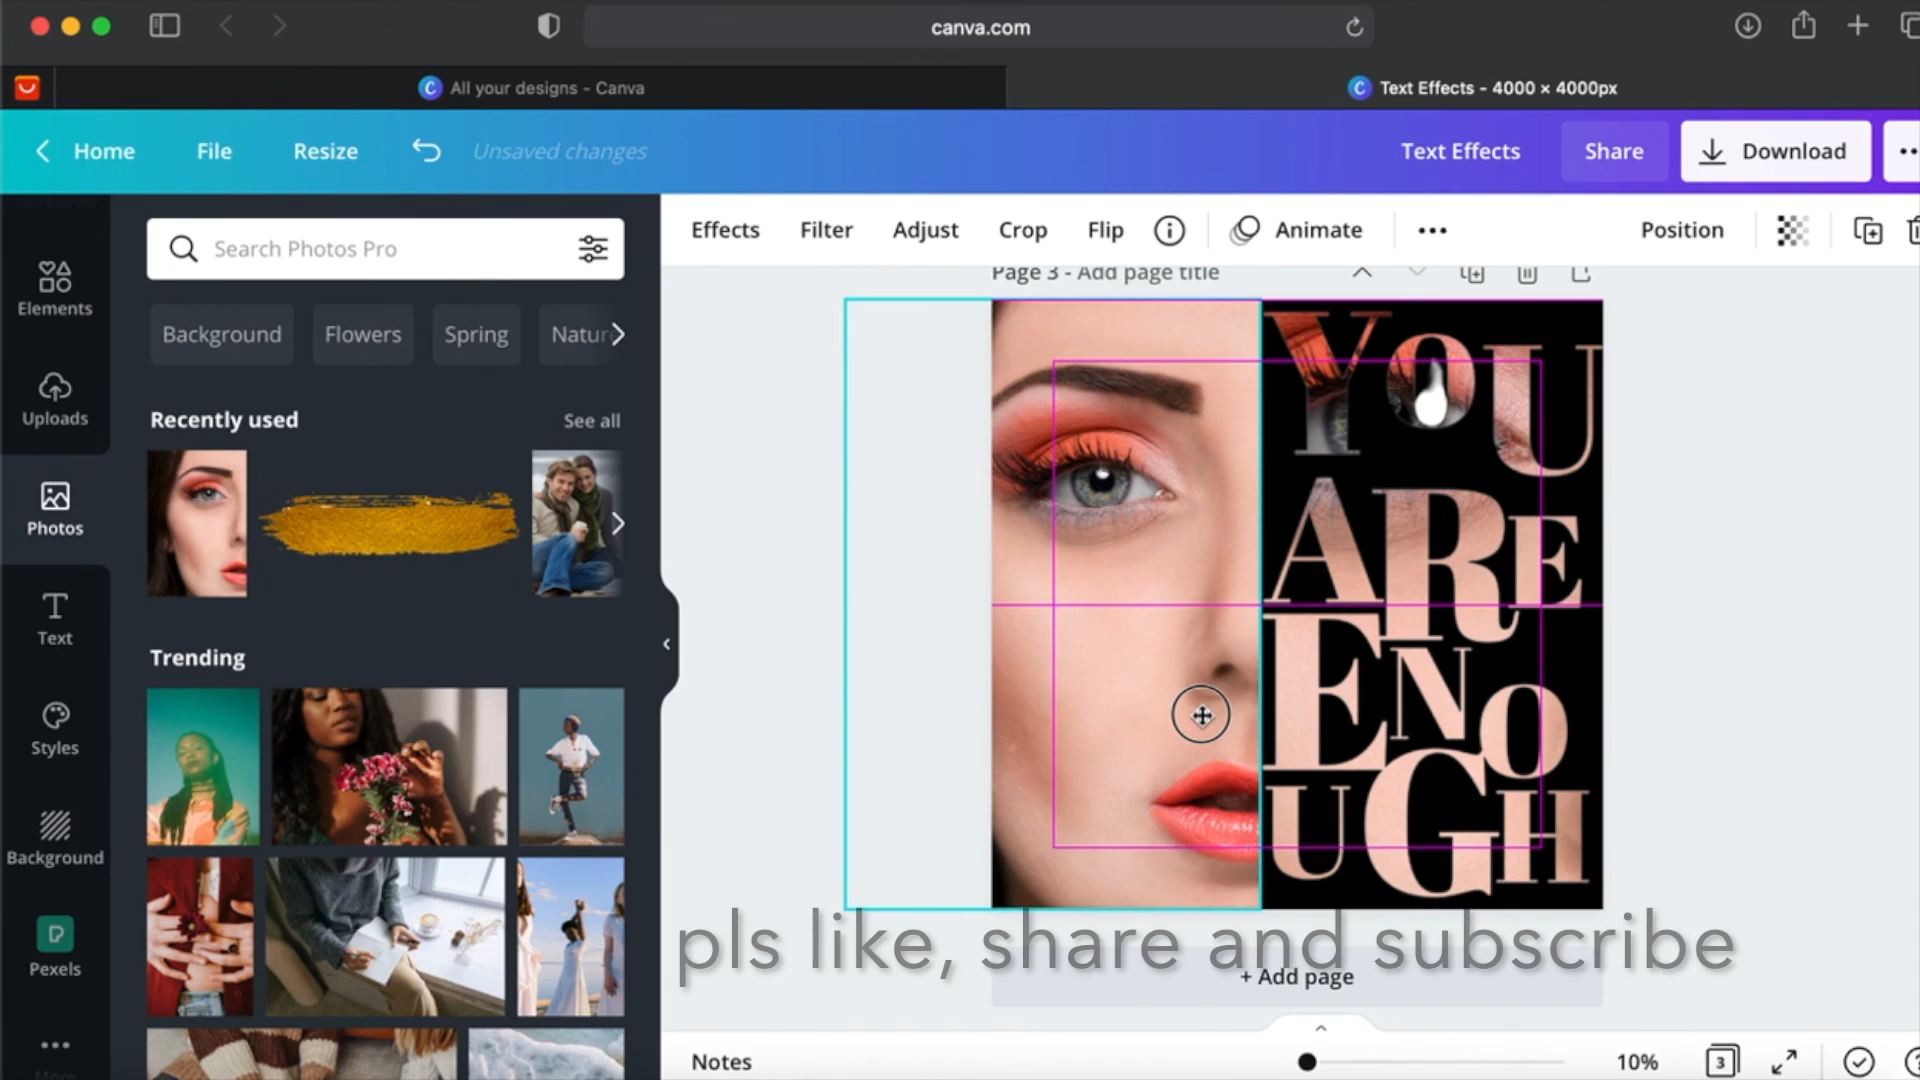 canva.com
All your designs - Canva
Text Effects - 4000 × 4000px
Home
File
Resize
Unsaved changes
Text Effects
Share
Download
Search Photos Pro
Effects
Filter
Adjust
Crop
Flip
Animate
Position
Page 3 - Add page title
Elements
Uploads
Photos
Text
Styles
Background
Pexels
More
Background
Flowers
Spring
Natur
Recently used
See all
Trending
YOU
ARE
ENO
UGH
pls like, share and subscribe
+ Add page
Notes
10%
3